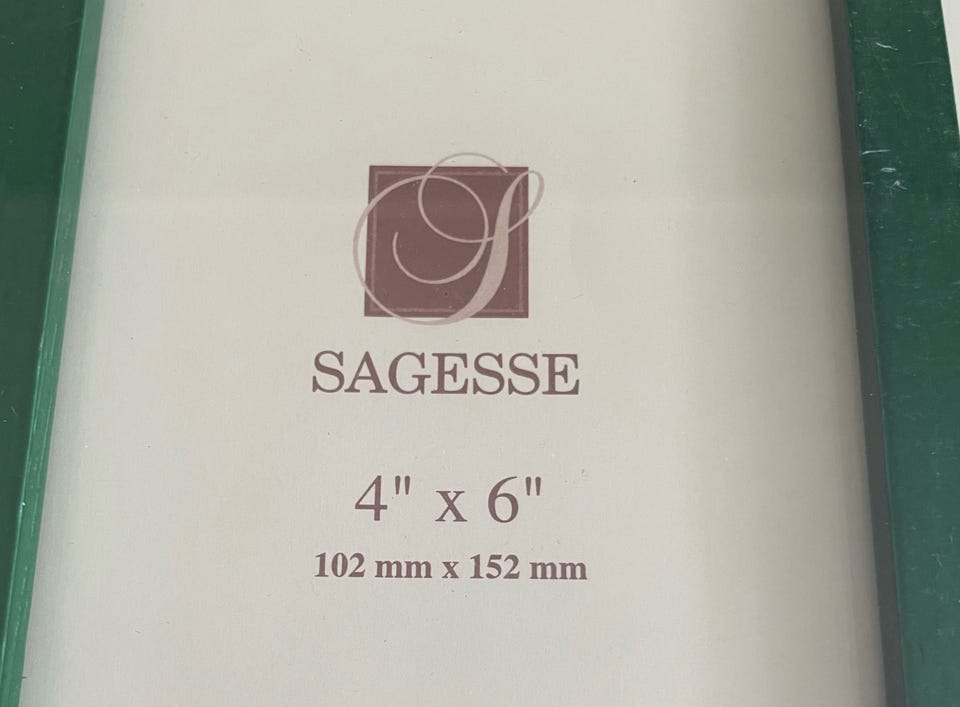 S
SAGESSE
4" x 6"
102 mm x 152 mm